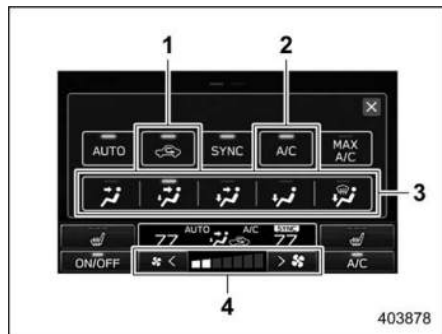 1 2
AUTO SYNC A/C MAX A/C
3
77 AUTO A/C SYNC 77
ON/OFF < > A/C
4
403878